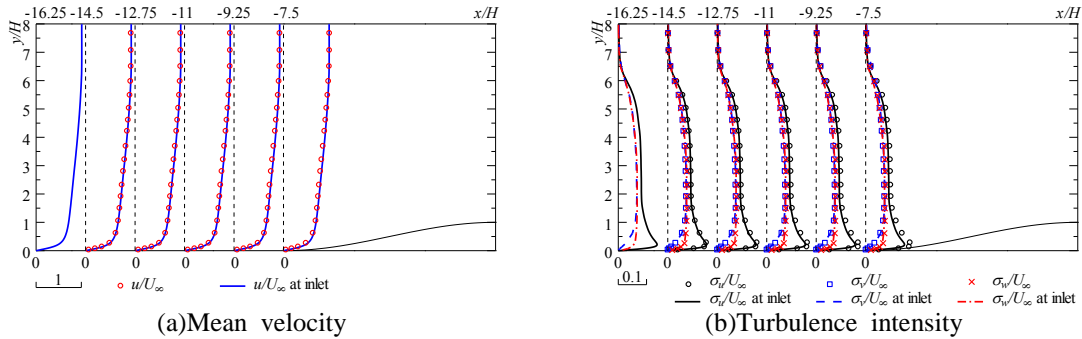 -16.25 -14.5 -12.75 -11 -9.25 -7.5 x/H
y/H
8
7
6
5
4
3
2
1
0
0 0 0 0 0 0
1
u/U∞ u/U∞ at inlet
(a)Mean velocity
-16.25 -14.5 -12.75 -11 -9.25 -7.5 x/H
y/H
8
7
6
5
4
3
2
1
0
0 0 0 0 0 0
0.1
σu/U∞ σv/U∞ σw/U∞
σu/U∞ at inlet σv/U∞ at inlet σw/U∞ at inlet
(b)Turbulence intensity